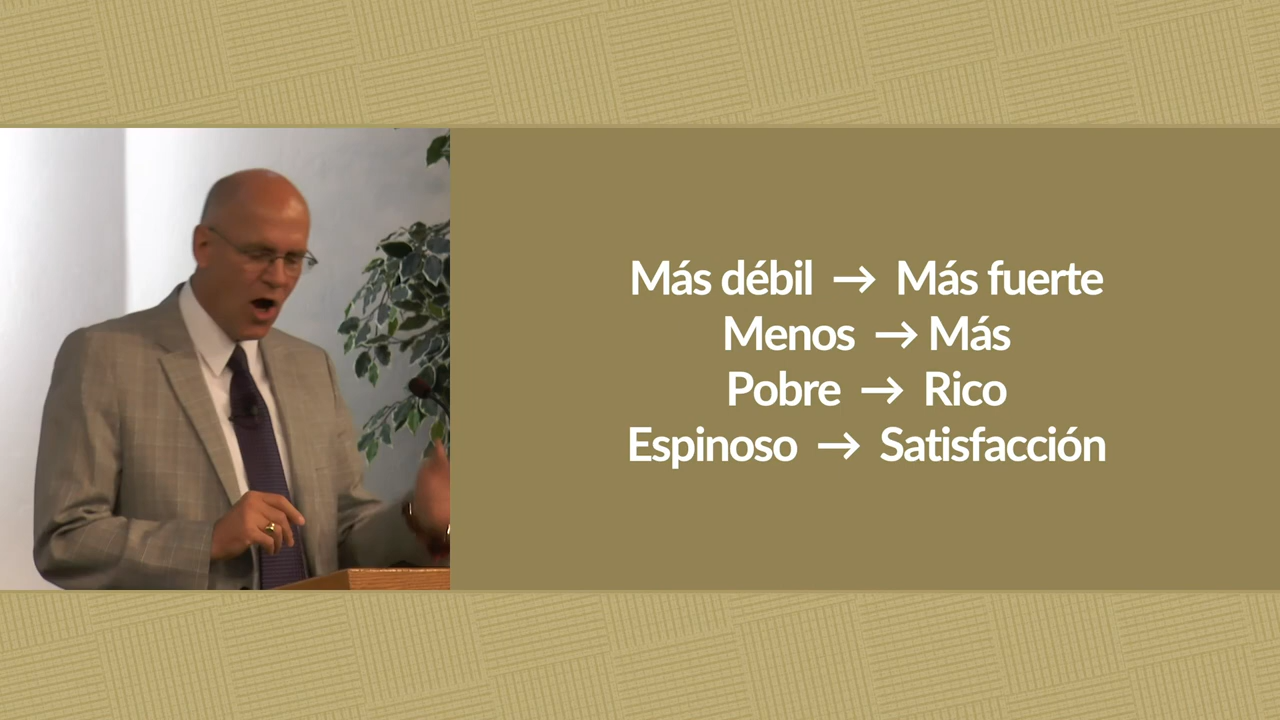 Más débil → Más fuerte
Menos → Más
Pobre → Rico
Espinoso → Satisfacción